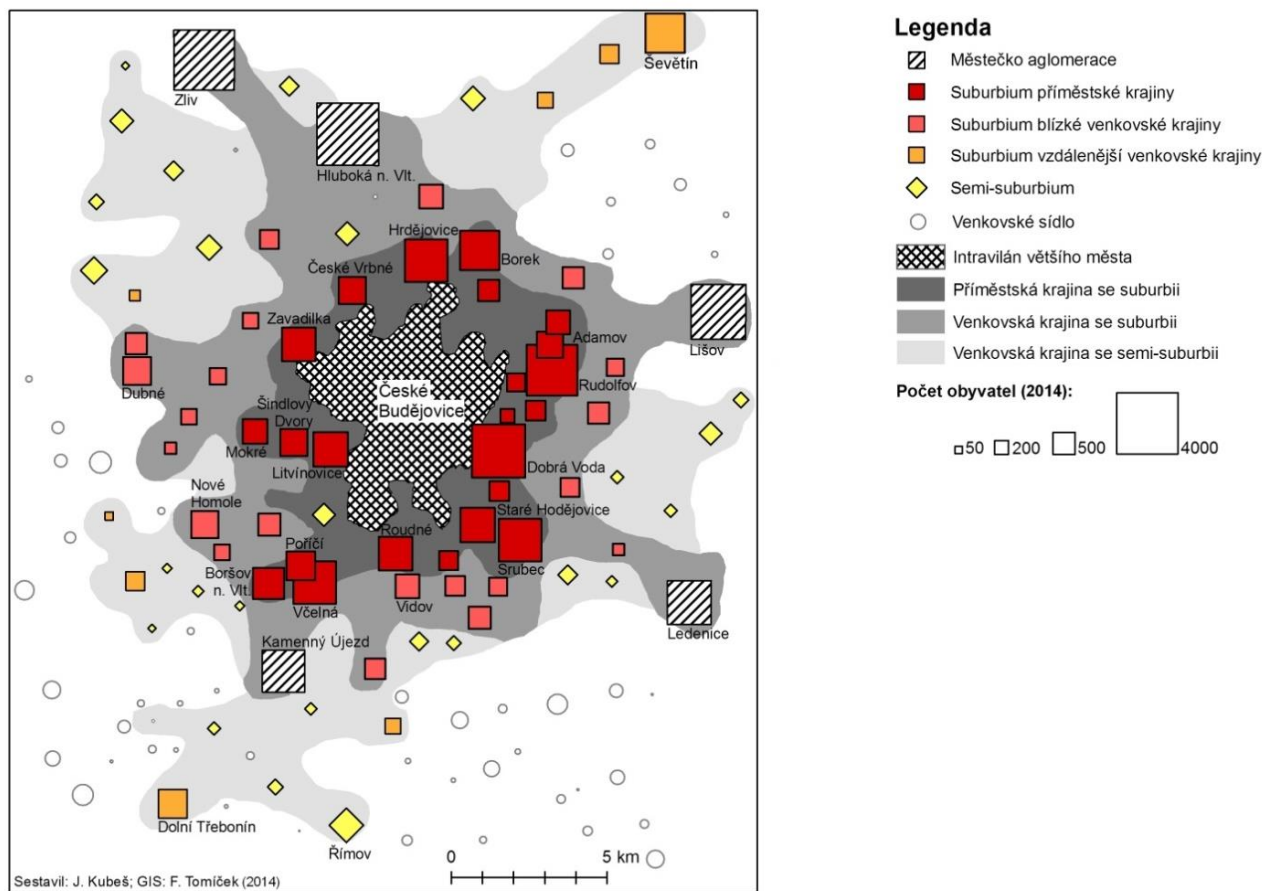 Zliv
Ševětín
Hluboká n. Vlt.
Hrdějovice
Borek
České Vrbné
Zavadilka
Adamov
Lišov
Rudolfov
Dubné
České
Budějovice
Šindlovy
Dvory
Mokré
Litvínovice
Dobrá Voda
Nové
Homole
Staré Hodějovice
Roudné
Poříčí
Srubec
Boršov
n. Vlt.
Včelná
Vidov
Ledenice
Kamenný Újezd
Dolní Třebonín
Římov
0
5 km
Sestavil: J. Kubeš; GIS: F. Tomíček (2014)
Legenda
Městečko aglomerace
Suburbium příměstské krajiny
Suburbium blízké venkovské krajiny
Suburbium vzdálenější venkovské krajiny
Semi-suburbium
Venkovské sídlo
Intravilán většího města
Příměstská krajina se suburbii
Venkovská krajina se suburbii
Venkovská krajina se semi-suburbii
Počet obyvatel (2014):
50 200 500 4000